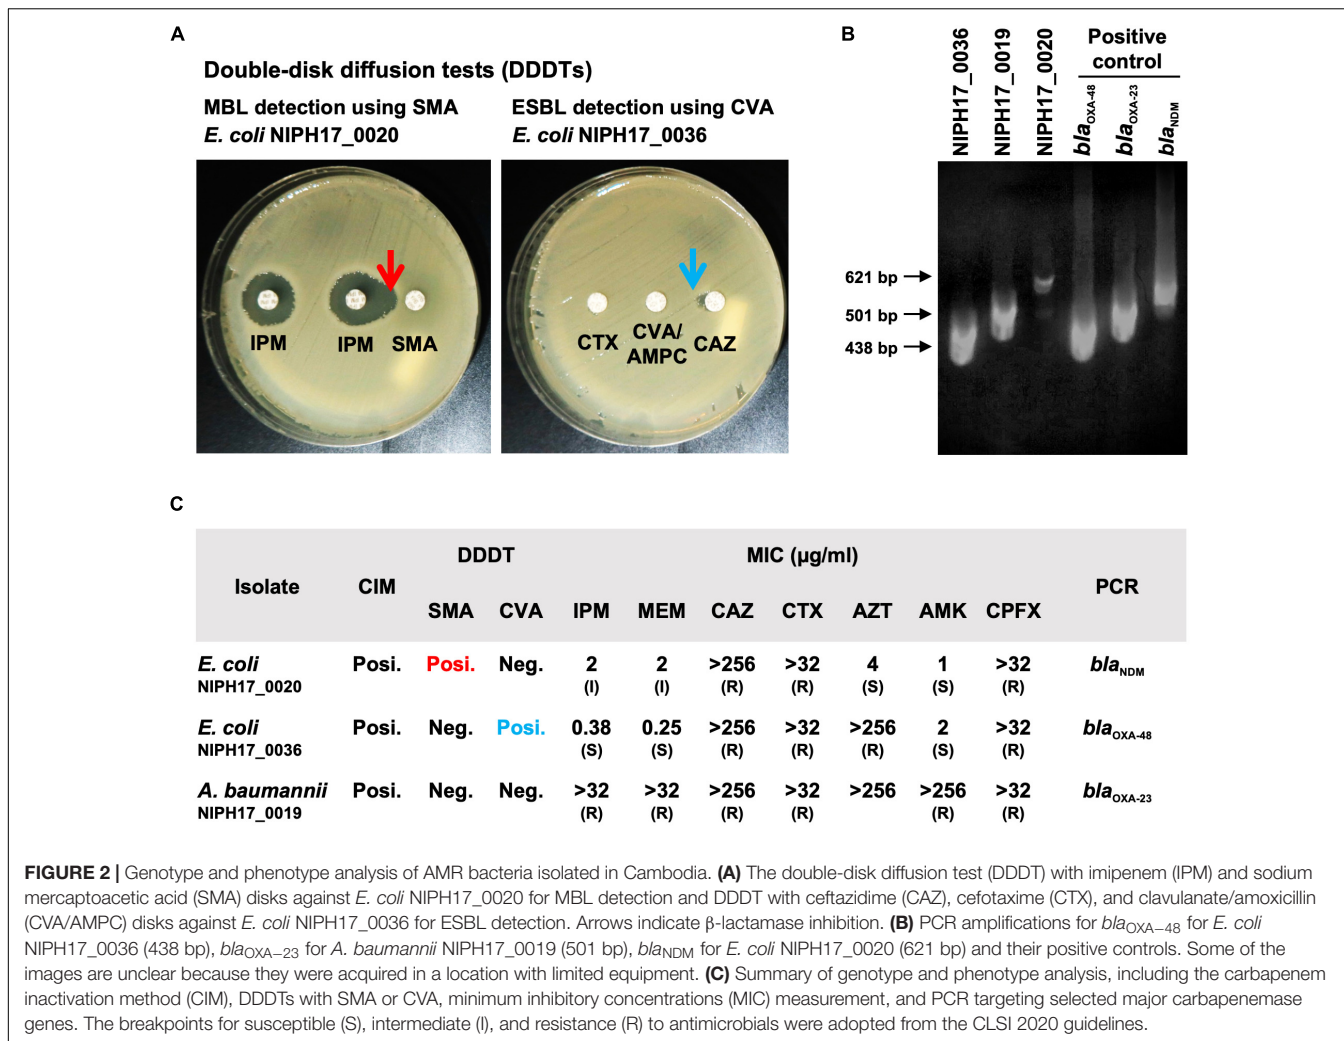 A
Double-disk diffusion tests (DDDTs)
MBL detection using SMA
E. coli NIPH17_0020
ESBL detection using CVA
E. coli NIPH17_0036
IPM
IPM
SMA
CTX
CVA/
AMPC
CAZ
B
NIPH17_0036
NIPH17_0019
NIPH17_0020
Positive
control
blaOXA-48
blaOXA-23
blaNDM
621 bp
501 bp
438 bp
C
Isolate CIM DDDT MIC (µg/ml) PCR
SMA CVA IPM MEM CAZ CTX AZT AMK CPFX
E. coli Posi. Posi. Neg. 2 2 >256 >32 4 1 >32 blaNDM
NIPH17_0020 (I) (I) (R) (R) (S) (S) (R)
E. coli Posi. Neg. Posi. 0.38 0.25 >256 >32 >256 2 >32 blaOXA-48
NIPH17_0036 (S) (S) (R) (R) (R) (S) (R)
A. baumannii Posi. Neg. Neg. >32 >32 >256 >32 >256 >256 >32 blaOXA-23
NIPH17_0019 (R) (R) (R) (R) (R) (R)
FIGURE 2 | Genotype and phenotype analysis of AMR bacteria isolated in Cambodia. (A) The double-disk diffusion test (DDDT) with imipenem (IPM) and sodium
mercaptoacetic acid (SMA) disks against E. coli NIPH17_0020 for MBL detection and DDDT with ceftazidime (CAZ), cefotaxime (CTX), and clavulanate/amoxicillin
(CVA/AMPC) disks against E. coli NIPH17_0036 for ESBL detection. Arrows indicate β-lactamase inhibition. (B) PCR amplifications for blaOXA−48 for E. coli
NIPH17_0036 (438 bp), blaOXA−23 for A. baumannii NIPH17_0019 (501 bp), blaNDM for E. coli NIPH17_0020 (621 bp) and their positive controls. Some of the
images are unclear because they were acquired in a location with limited equipment. (C) Summary of genotype and phenotype analysis, including the carbapenem
inactivation method (CIM), DDDTs with SMA or CVA, minimum inhibitory concentrations (MIC) measurement, and PCR targeting selected major carbapenemase
genes. The breakpoints for susceptible (S), intermediate (I), and resistance (R) to antimicrobials were adopted from the CLSI 2020 guidelines.